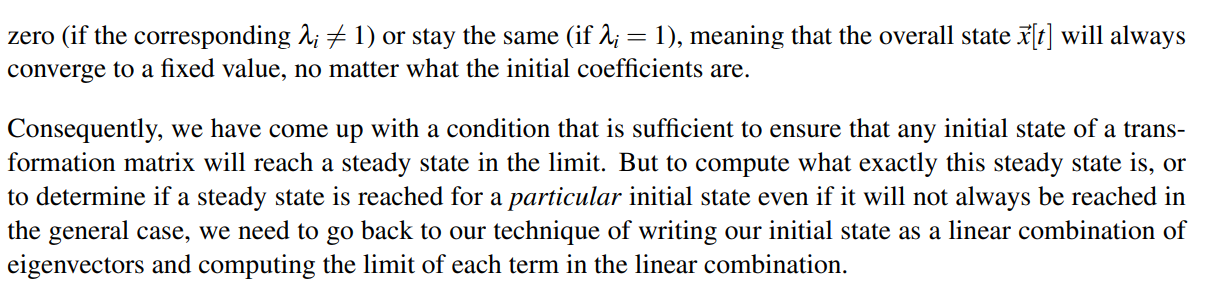 zero (if the corresponding λᵢ ≠ 1) or stay the same (if λᵢ = 1), meaning that the overall state x⃗[t] will always
converge to a fixed value, no matter what the initial coefficients are.
Consequently, we have come up with a condition that is sufficient to ensure that any initial state of a trans-
formation matrix will reach a steady state in the limit. But to compute what exactly this steady state is, or
to determine if a steady state is reached for a particular initial state even if it will not always be reached in
the general case, we need to go back to our technique of writing our initial state as a linear combination of
eigenvectors and computing the limit of each term in the linear combination.